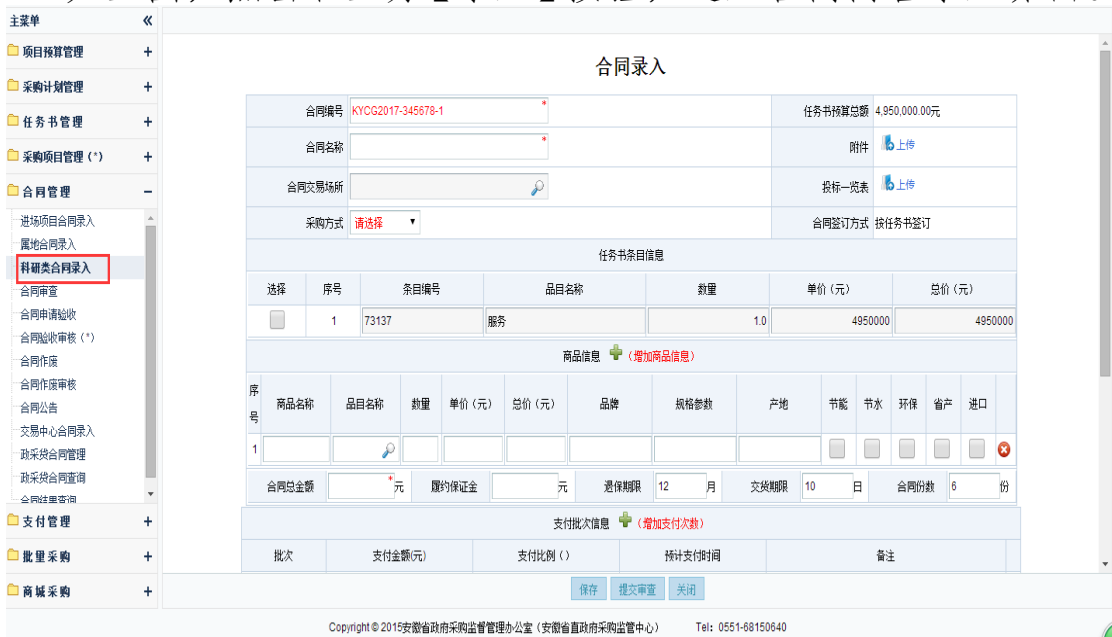 主菜单 «
项目预算管理 +
采购计划管理 +
任务书管理 +
采购项目管理 (*) +
合同管理 −
进场项目合同录入
属地合同录入
科研类合同录入
合同审查
合同申请验收
合同验收审核 (*)
合同作废
合同作废审核
合同公告
交易中心合同录入
政采贷合同管理
政采贷合同查询
合同结果查询
支付管理 +
批量采购 +
商城采购 +
合同录入
合同编号 KYCG2017-345678-1 * 任务书预算总额 4,950,000.00元
合同名称 * 附件 上传
合同交易场所 投标一览表 上传
采购方式 请选择 合同签订方式 按任务书签订
任务书条目信息
选择 序号 条目编号 品目名称 数量 单价（元） 总价（元）
1 73137 服务 1.0 4950000 4950000
商品信息 （增加商品信息）
序号 商品名称 品目名称 数量 单价（元） 总价（元） 品牌 规格参数 产地 节能 节水 环保 省产 进口
1
合同总金额 * 元 履约保证金 元 退保期限 12 月 交货期限 10 日 合同份数 6 份
支付批次信息 （增加支付次数）
批次 支付金额(元) 支付比例（） 预计支付时间 备注
保存 提交审查 关闭
Copyright © 2015安徽省政府采购监督管理办公室（安徽省直政府采购监管中心） Tel: 0551-68150640